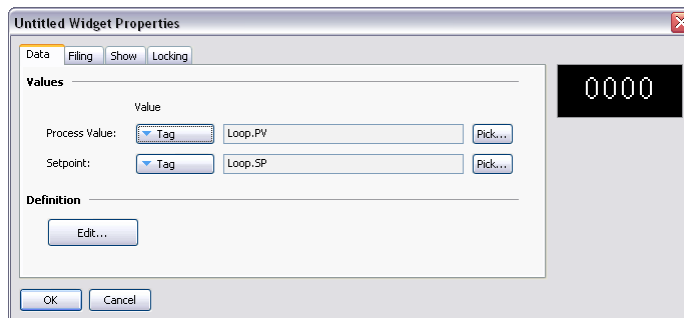 Untitled Widget Properties
Data Filing Show Locking
0000
Values
Value
Process Value: Tag Loop.PV Pick...
Setpoint: Tag Loop.SP Pick...
Definition
Edit...
OK Cancel